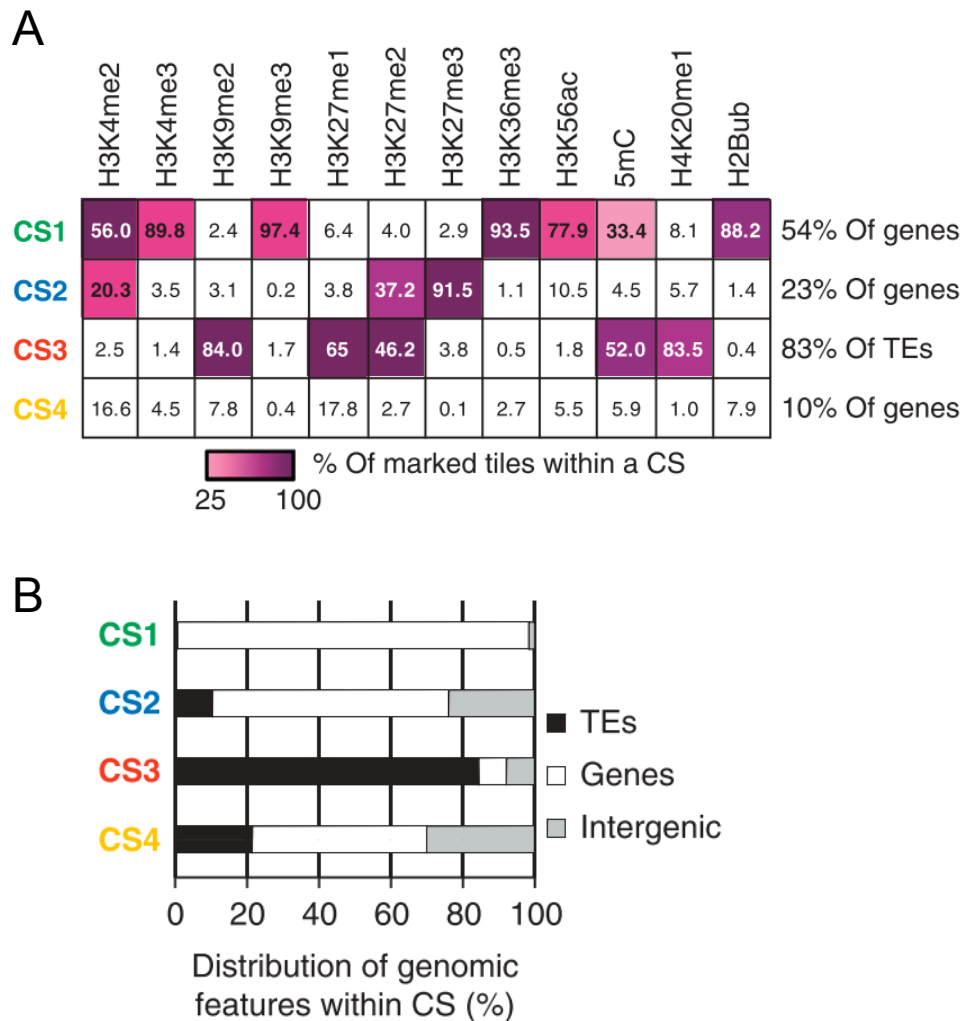 A
H3K4me2 H3K4me3 H3K9me2 H3K9me3 H3K27me1 H3K27me2 H3K27me3 H3K36me3 H3K56ac 5mC H4K20me1 H2Bub
CS1 56.0 89.8 2.4 97.4 6.4 4.0 2.9 93.5 77.9 33.4 8.1 88.2 54% Of genes
CS2 20.3 3.5 3.1 0.2 3.8 37.2 91.5 1.1 10.5 4.5 5.7 1.4 23% Of genes
CS3 2.5 1.4 84.0 1.7 65 46.2 3.8 0.5 1.8 52.0 83.5 0.4 83% Of TEs
CS4 16.6 4.5 7.8 0.4 17.8 2.7 0.1 2.7 5.5 5.9 1.0 7.9 10% Of genes
% Of marked tiles within a CS
25 100
B
CS1
CS2
CS3
CS4
TEs
Genes
Intergenic
0 20 40 60 80 100
Distribution of genomic
features within CS (%)